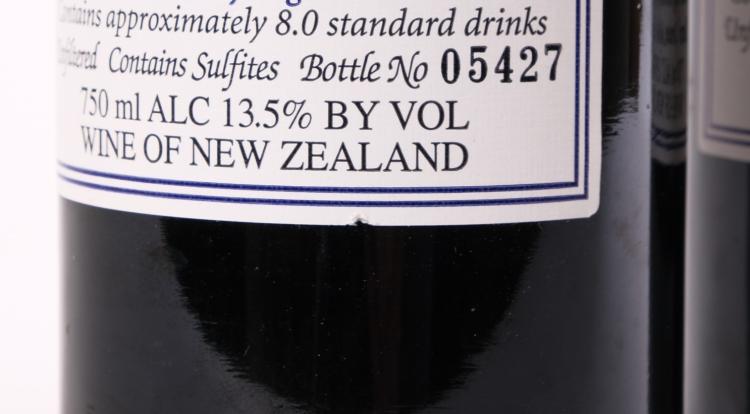 Contains approximately 8.0 standard drinks
Unfiltered Contains Sulfites Bottle No 05427
750 ml ALC 13.5% BY VOL
WINE OF NEW ZEALAND